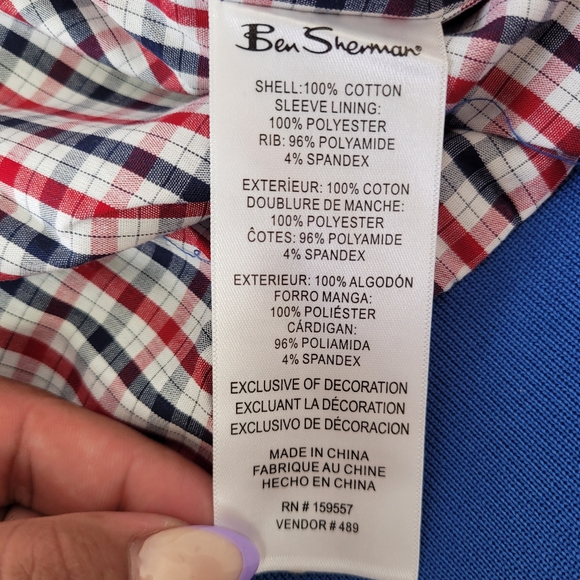 Ben Sherman®
SHELL:100% COTTON
SLEEVE LINING:
100% POLYESTER
RIB: 96% POLYAMIDE
4% SPANDEX
EXTERÍEUR: 100% COTON
DOUBLURE DE MANCHE:
100% POLYESTER
ĈOTES: 96% POLYAMIDE
4% SPANDEX
EXTERIEUR: 100% ALGODÓN
FORRO MANGA:
100% POLIÉSTER
CÁRDIGAN:
96% POLIAMIDA
4% SPANDEX
EXCLUSIVE OF DECORATION
EXCLUANT LA DÉCORATION
EXCLUSIVO DE DÉCORACION
MADE IN CHINA
FABRIQUE AU CHINE
HECHO EN CHINA
RN # 159557
VENDOR # 489